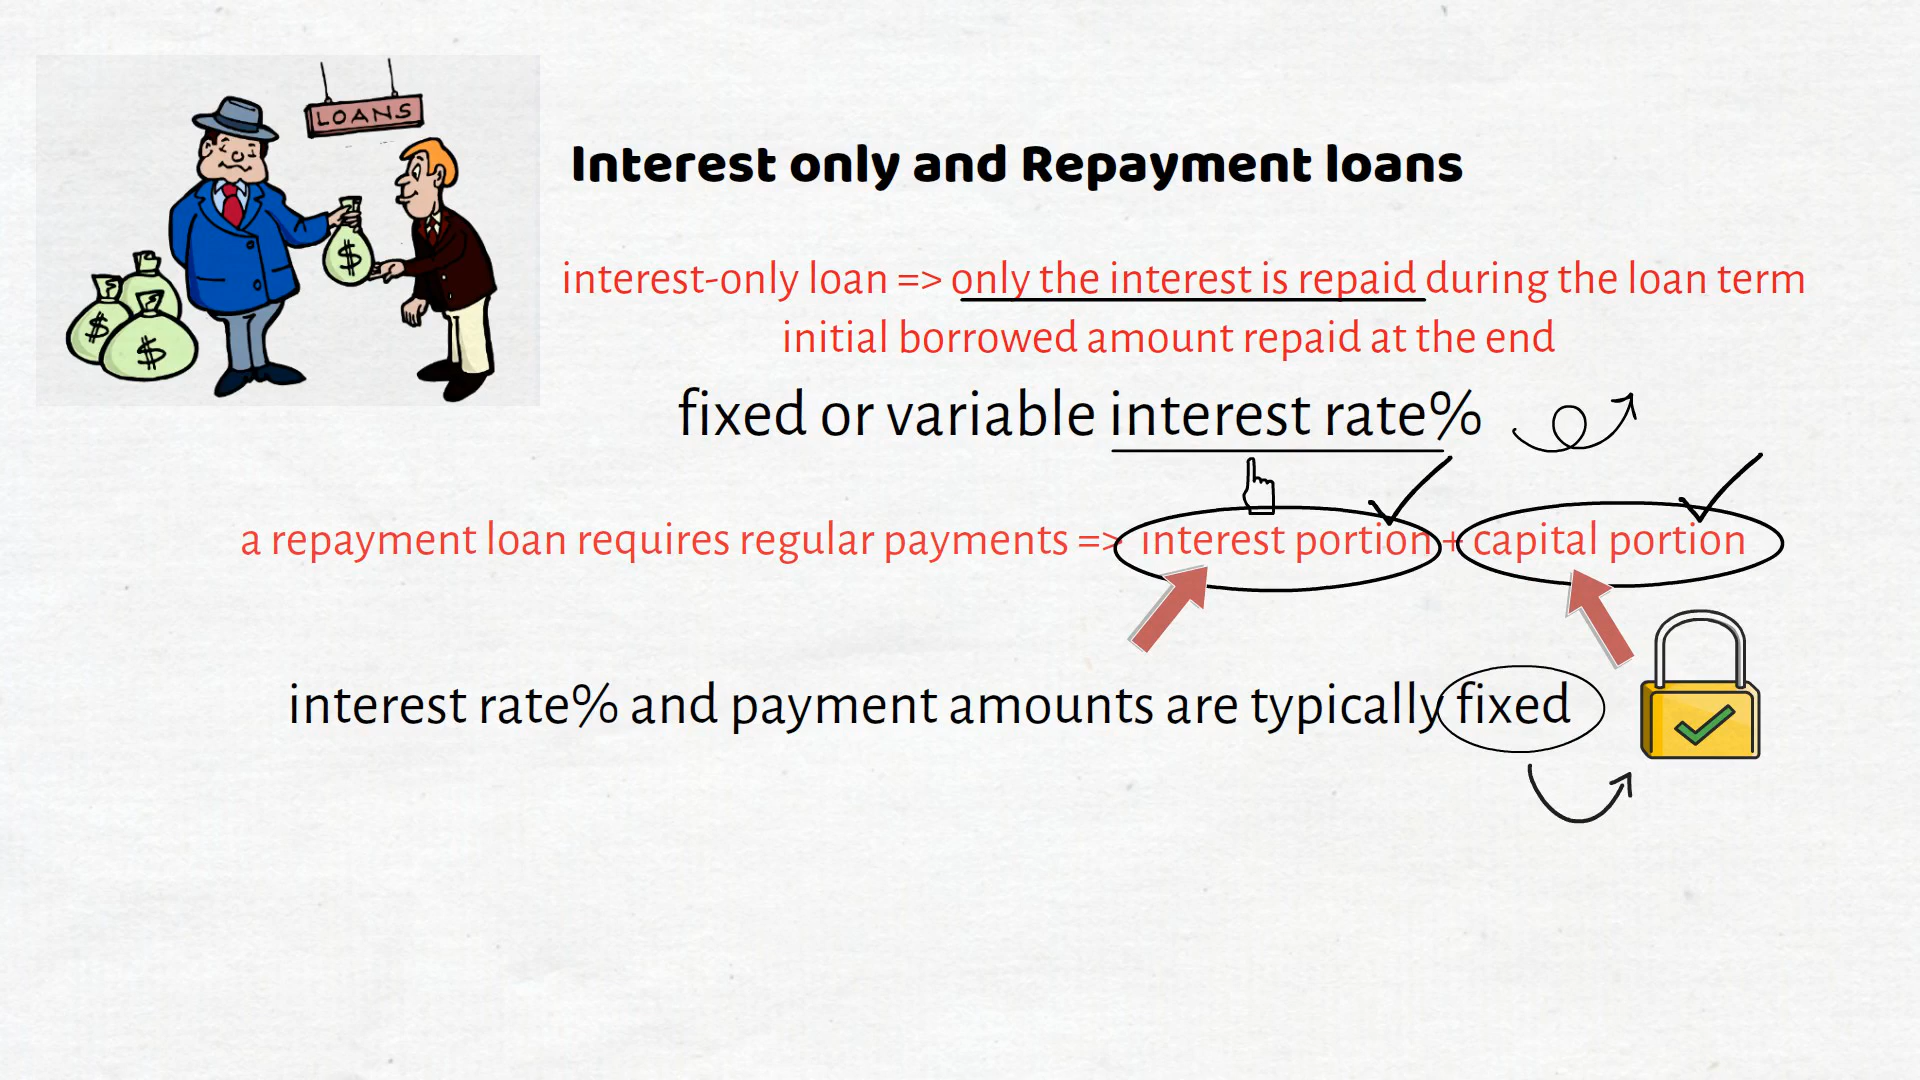 LOANS
Interest only and Repayment loans
interest-only loan => only the interest is repaid during the loan term
initial borrowed amount repaid at the end
fixed or variable interest rate%
a repayment loan requires regular payments => interest portion + capital portion
interest rate% and payment amounts are typically fixed
$
$
$